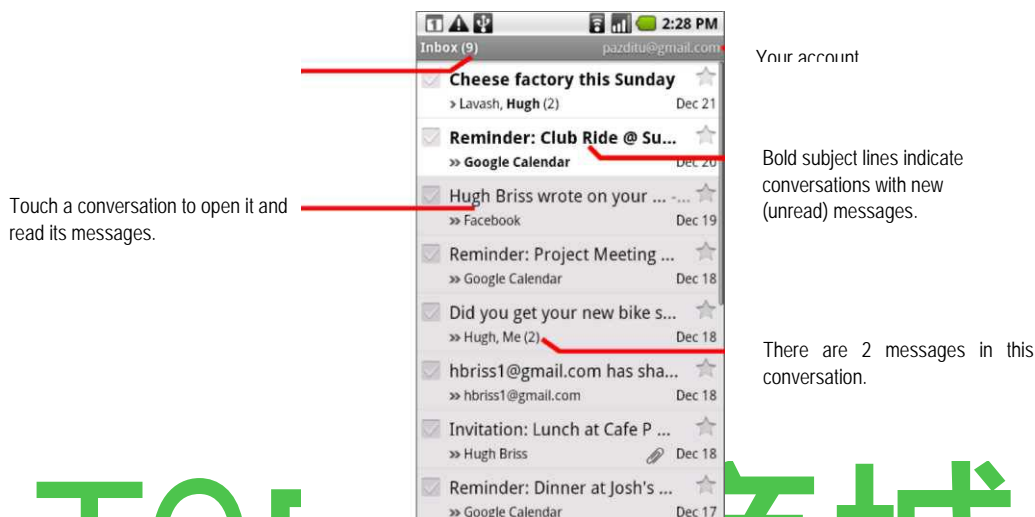 2:28 PM
Inbox (9) pazditu@gmail.com
Your account
Cheese factory this Sunday
› Lavash, Hugh (2) Dec 21
Reminder: Club Ride @ Su...
» Google Calendar Dec 20
Bold subject lines indicate
conversations with new
(unread) messages.
Touch a conversation to open it and
read its messages.
Hugh Briss wrote on your ... -...
» Facebook Dec 19
Reminder: Project Meeting ...
» Google Calendar Dec 18
Did you get your new bike s...
» Hugh, Me (2) Dec 18
There are 2 messages in this
conversation.
hbriss1@gmail.com has sha...
» hbriss1@gmail.com Dec 18
Invitation: Lunch at Cafe P ...
» Hugh Briss Dec 18
Reminder: Dinner at Josh's ...
» Google Calendar Dec 17